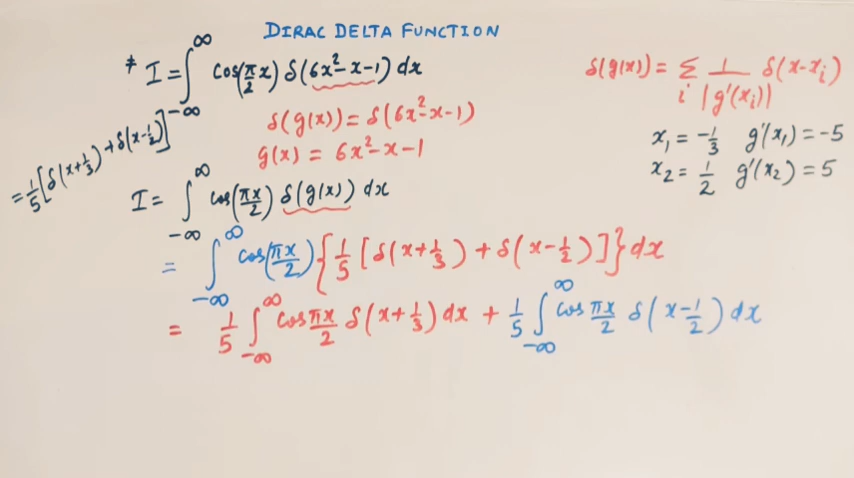 DIRAC DELTA FUNCTION
* I = ∫_{-∞}^{∞} cos(π/2 x) δ(6x²-x-1) dx
δ(g(x)) = Σ_i 1/|g'(xᵢ)| δ(x-xᵢ)
δ(g(x)) = δ(6x²-x-1)
x₁ = -1/3 g'(x₁) = -5
g(x) = 6x²-x-1
x₂ = 1/2 g'(x₂) = 5
= 1/5 [δ(x+1/3) + δ(x-1/2)]
I = ∫_{-∞}^{∞} cos(πx/2) δ(g(x)) dx
= ∫_{-∞}^{∞} cos(πx/2) {1/5 [δ(x+1/3) + δ(x-1/2)]} dx
= 1/5 ∫_{-∞}^{∞} cos πx/2 δ(x+1/3) dx + 1/5 ∫_{-∞}^{∞} cos πx/2 δ(x-1/2) dx